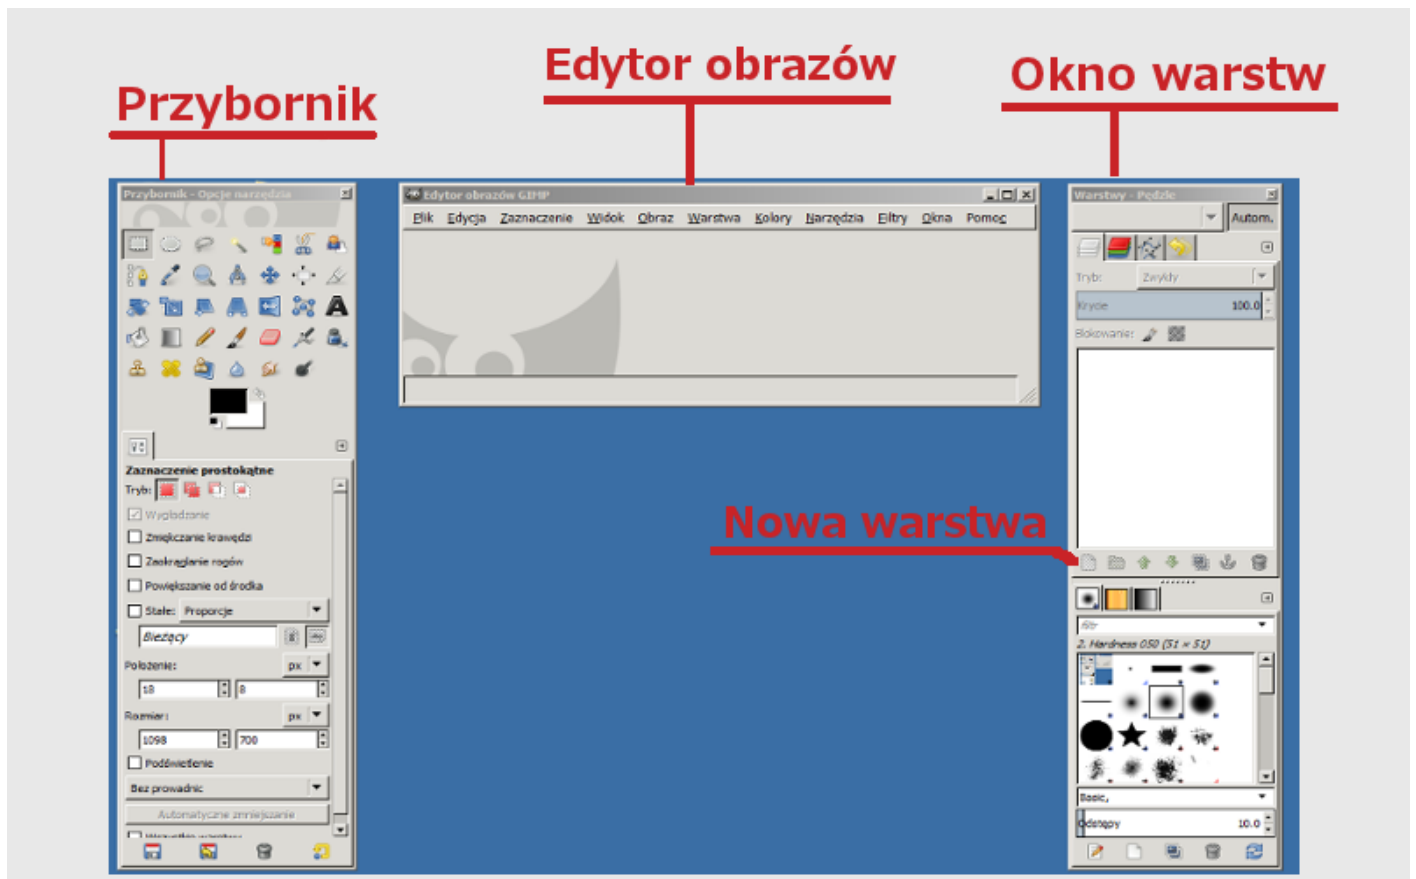 Edytor obrazów
Okno warstw
Przybornik
Przybornik - Opcje narzędzia
Edytor obrazów GIMP
Warstwy - Pędzle
Plik Edycja Zaznaczenie Widok Obraz Warstwa Kolory Narzędzia Filtry Okna Pomoc
Autom.
Tryb: Zwykły
Krycie 100.0
Blokowanie:
Zaznaczenie prostokątne
Tryb:
Wygładzanie
Zmiękczanie krawędzi
Zaokrąglanie rogów
Powiększanie od środka
Stałe: Proporcje
Bieżący
Położenie: px
18 8
Rozmiar: px
1098 700
Podświetlenie
Bez prowadnic
Automatyczne zmniejszanie
Wszystkie warstwy
Nowa warstwa
filtr
2. Hardness 050 (51 × 51)
Basic,
Odstępy 10.0